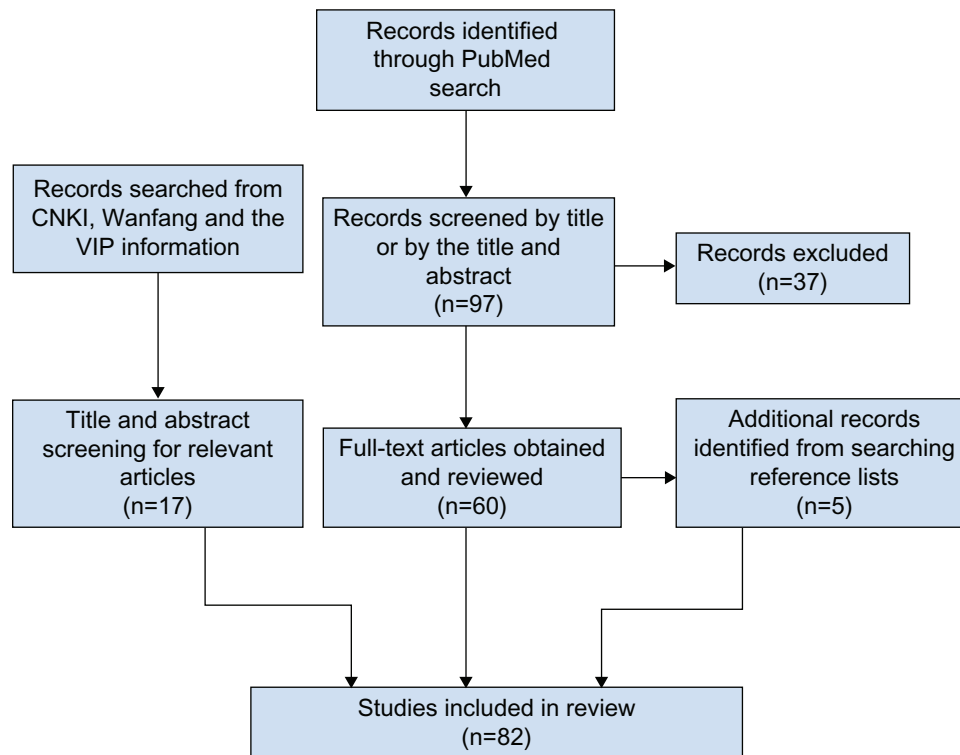 Records identified
through PubMed
search
Records searched from
CNKI, Wanfang and the
VIP information
Records screened by title
or by the title and
abstract
(n=97)
Records excluded
(n=37)
Title and abstract
screening for relevant
articles
(n=17)
Full-text articles obtained
and reviewed
(n=60)
Additional records
identified from searching
reference lists
(n=5)
Studies included in review
(n=82)